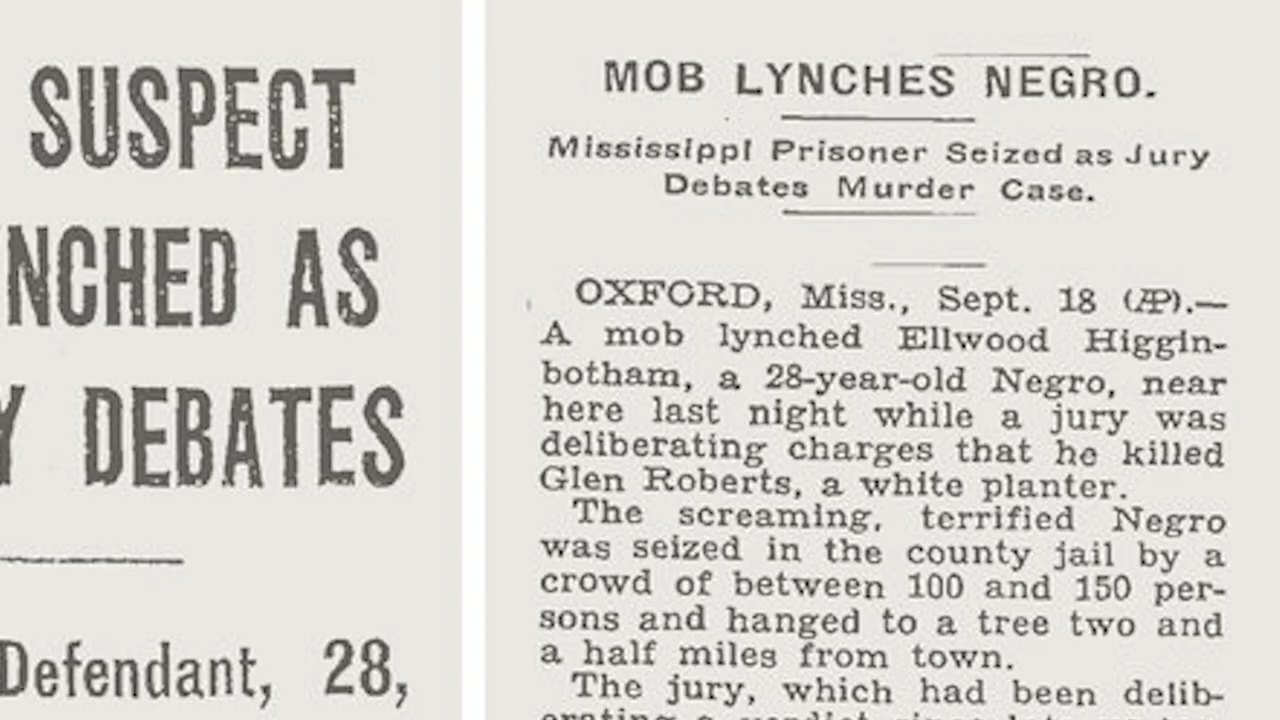 SUSPECT
NCHED AS
Y DEBATES
Defendant, 28,
MOB LYNCHES NEGRO.
Mississippi Prisoner Seized as Jury
Debates Murder Case.
OXFORD, Miss., Sept. 18 (AP).—
A mob lynched Ellwood Higgin-
botham, a 28-year-old Negro, near
here last night while a jury was
deliberating charges that he killed
Glen Roberts, a white planter.
The screaming, terrified Negro
was seized in the county jail by a
crowd of between 100 and 150 per-
sons and hanged to a tree two and
a half miles from town.
The jury, which had been delib-